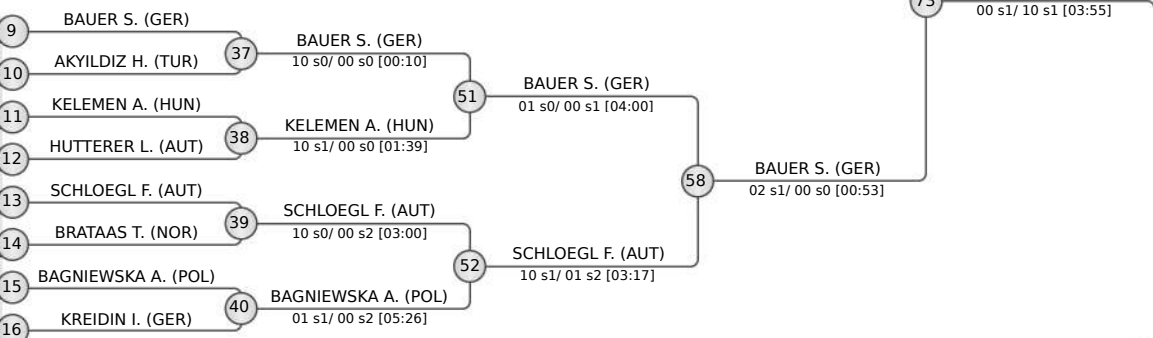 73
00 s1/ 10 s1 [03:55]
9
BAUER S. (GER)
10
AKYILDIZ H. (TUR)
11
KELEMEN A. (HUN)
12
HUTTERER L. (AUT)
13
SCHLOEGL F. (AUT)
14
BRATAAS T. (NOR)
15
BAGNIEWSKA A. (POL)
16
KREIDIN I. (GER)
37
BAUER S. (GER)
10 s0/ 00 s0 [00:10]
38
KELEMEN A. (HUN)
10 s1/ 00 s0 [01:39]
39
SCHLOEGL F. (AUT)
10 s0/ 00 s2 [03:00]
40
BAGNIEWSKA A. (POL)
01 s1/ 00 s2 [05:26]
51
BAUER S. (GER)
01 s0/ 00 s1 [04:00]
52
SCHLOEGL F. (AUT)
10 s1/ 01 s2 [03:17]
58
BAUER S. (GER)
02 s1/ 00 s0 [00:53]